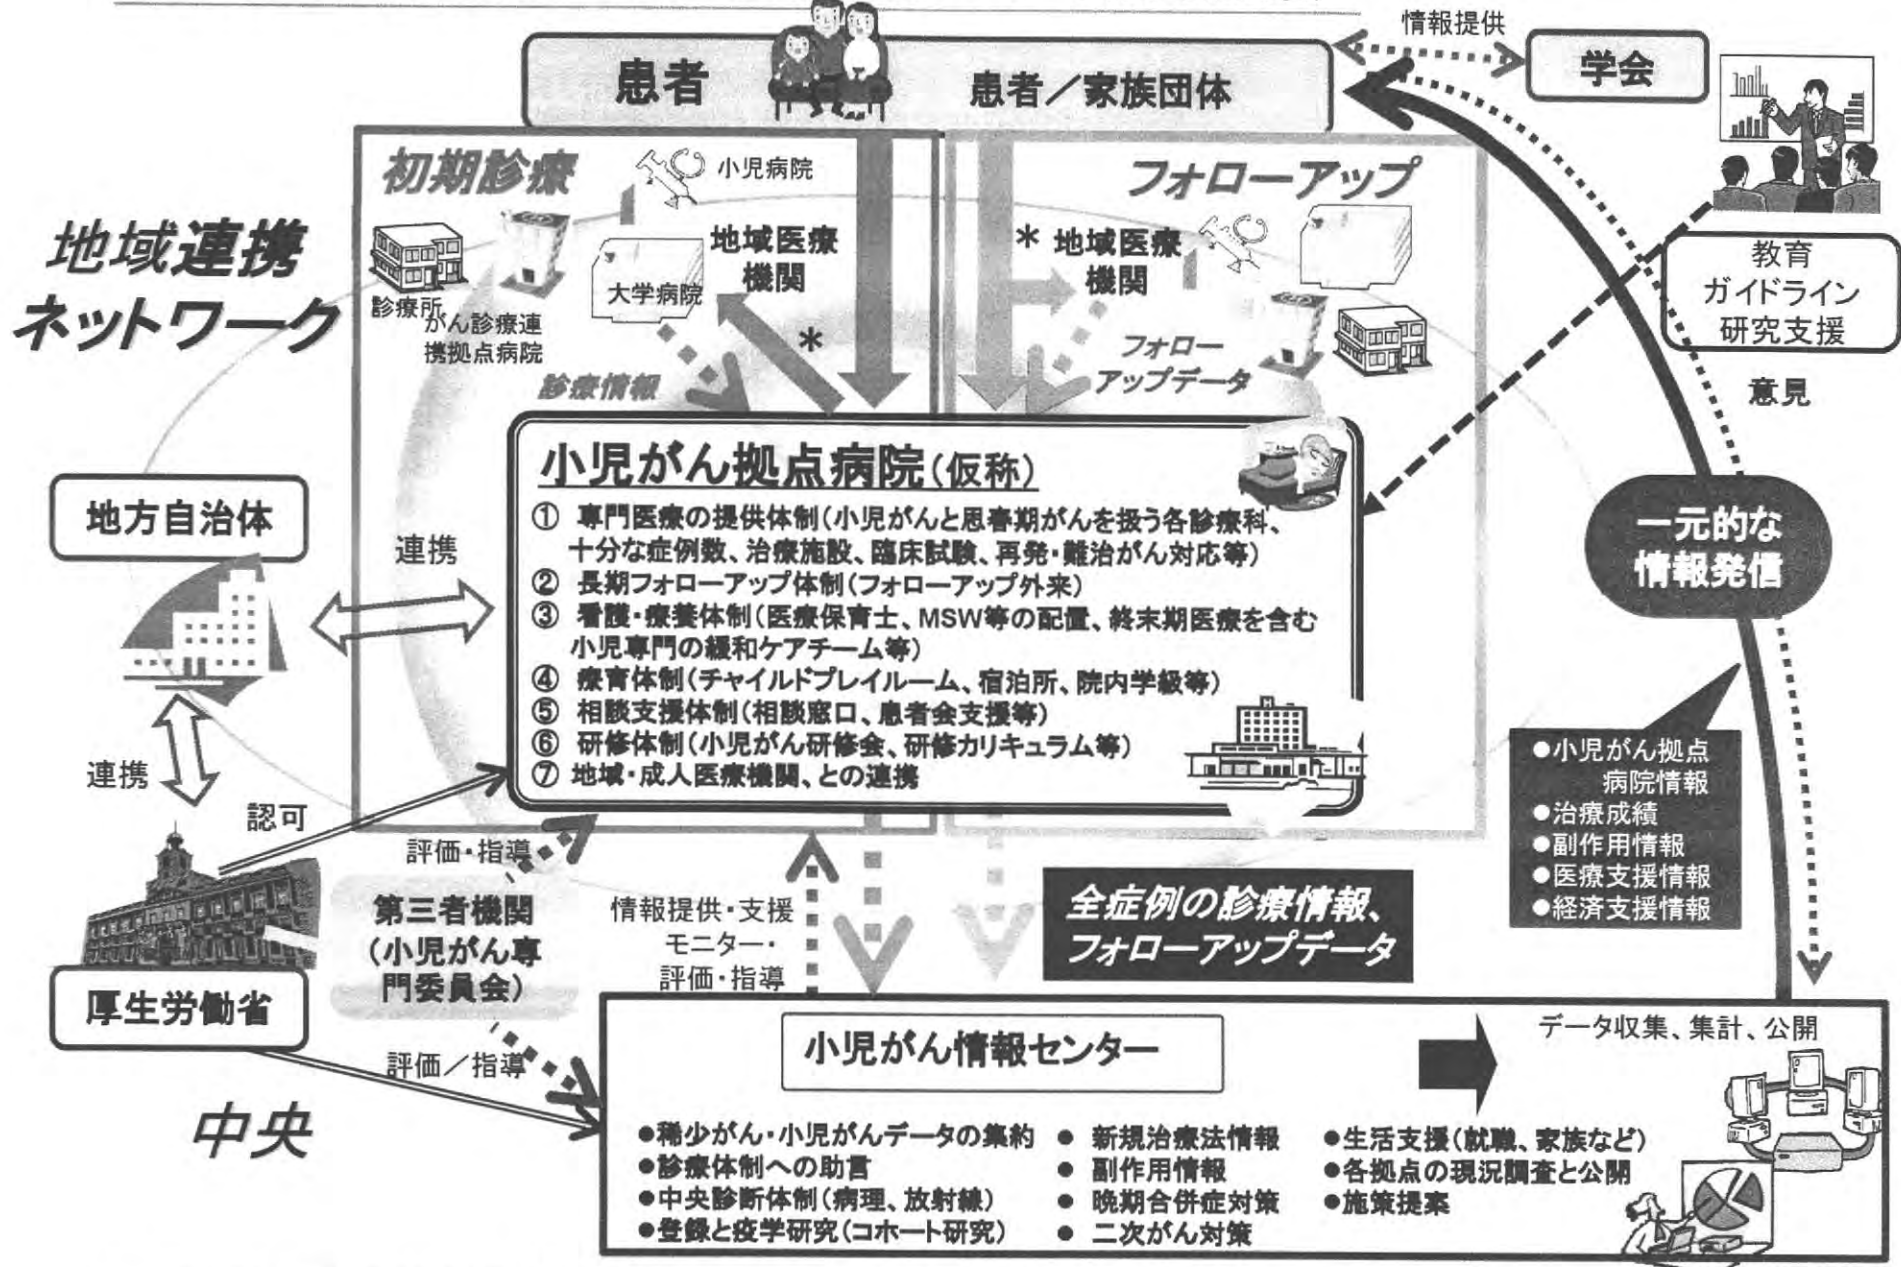 情報提供
学会
患者
患者／家族団体
初期診療
小児病院
地域医療
機関
診療所
がん診療連
携拠点病院
大学病院
*
診療情報
フォローアップ
* 地域医療
機関
フォロー
アップデータ
教育
ガイドライン
研究支援
意見
地域連携
ネットワーク
小児がん拠点病院(仮称)
① 専門医療の提供体制(小児がんと思春期がんを扱う各診療科、
十分な症例数、治療施設、臨床試験、再発・難治がん対応等)
② 長期フォローアップ体制(フォローアップ外来)
③ 看護・療養体制(医療保育士、MSW等の配置、終末期医療を含む
小児専門の緩和ケアチーム等)
④ 療育体制(チャイルドプレイルーム、宿泊所、院内学級等)
⑤ 相談支援体制(相談窓口、患者会支援等)
⑥ 研修体制(小児がん研修会、研修カリキュラム等)
⑦ 地域・成人医療機関、との連携
地方自治体
連携
連携
認可
厚生労働省
評価・指導
第三者機関
(小児がん専
門委員会)
評価／指導
中央
情報提供・支援
モニター・
評価・指導
全症例の診療情報、
フォローアップデータ
一元的な
情報発信
●小児がん拠点
病院情報
●治療成績
●副作用情報
●医療支援情報
●経済支援情報
小児がん情報センター
データ収集、集計、公開
●稀少がん・小児がんデータの集約
●診療体制への助言
●中央診断体制(病理、放射線)
●登録と疫学研究(コホート研究)
● 新規治療法情報
● 副作用情報
● 晩期合併症対策
● 二次がん対策
●生活支援(就職、家族など)
●各拠点の現況調査と公開
●施策提案